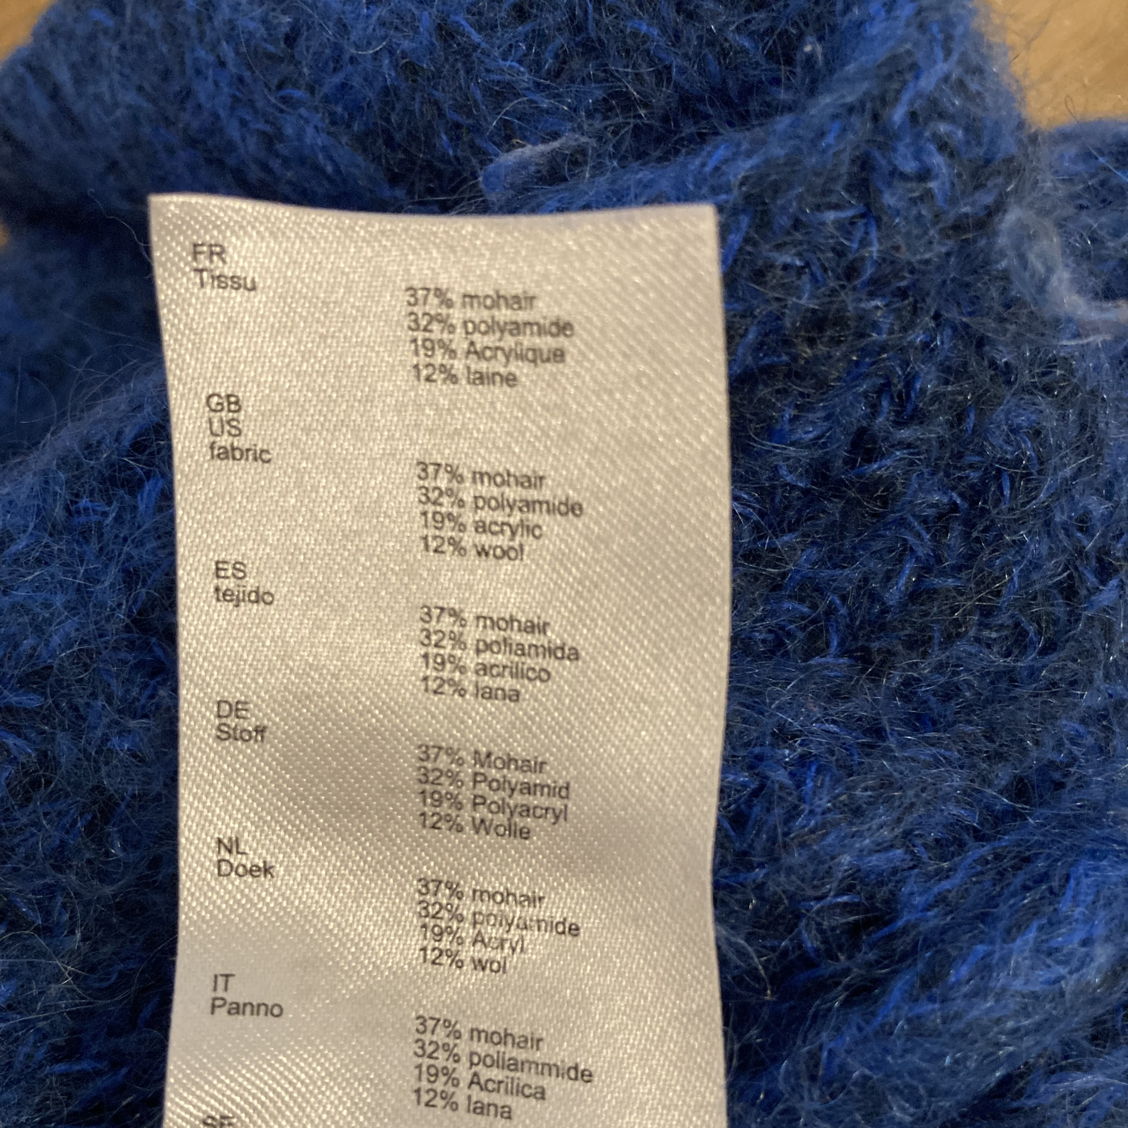 FR
Tissu
37% mohair
32% polyamide
19% Acrylique
12% laine
GB
US
fabric
37% mohair
32% polyamide
19% acrylic
12% wool
ES
tejido
37% mohair
32% poliamida
19% acrilico
12% lana
DE
Stoff
37% Mohair
32% Polyamid
19% Polyacryl
12% Wolle
NL
Doek
37% mohair
32% polyamide
19% Acryl
12% wol
IT
Panno
37% mohair
32% poliammide
19% Acrilica
12% lana
SE